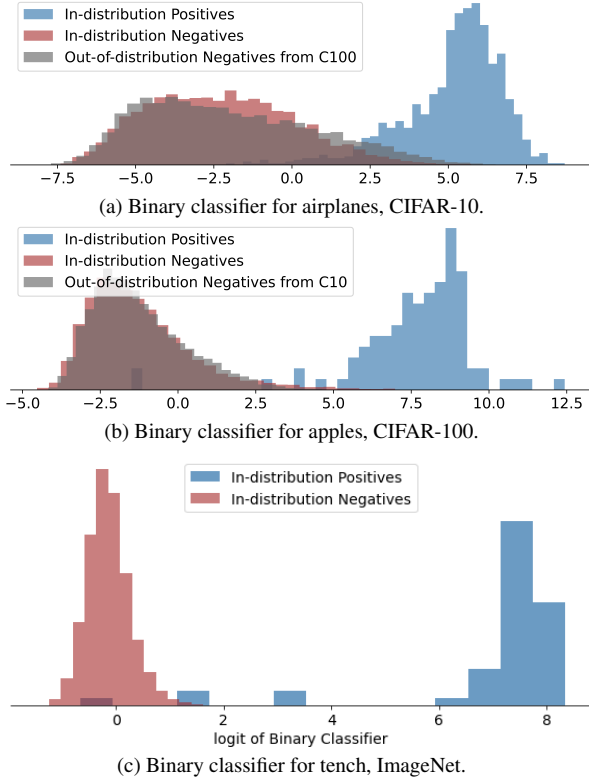 In-distribution Positives
In-distribution Negatives
Out-of-distribution Negatives from C100
−7.5 −5.0 −2.5 0.0 2.5 5.0 7.5
(a) Binary classifier for airplanes, CIFAR-10.
In-distribution Positives
In-distribution Negatives
Out-of-distribution Negatives from C10
−5.0 −2.5 0.0 2.5 5.0 7.5 10.0 12.5
(b) Binary classifier for apples, CIFAR-100.
In-distribution Positives
In-distribution Negatives
0 2 4 6 8
logit of Binary Classifier
(c) Binary classifier for tench, ImageNet.